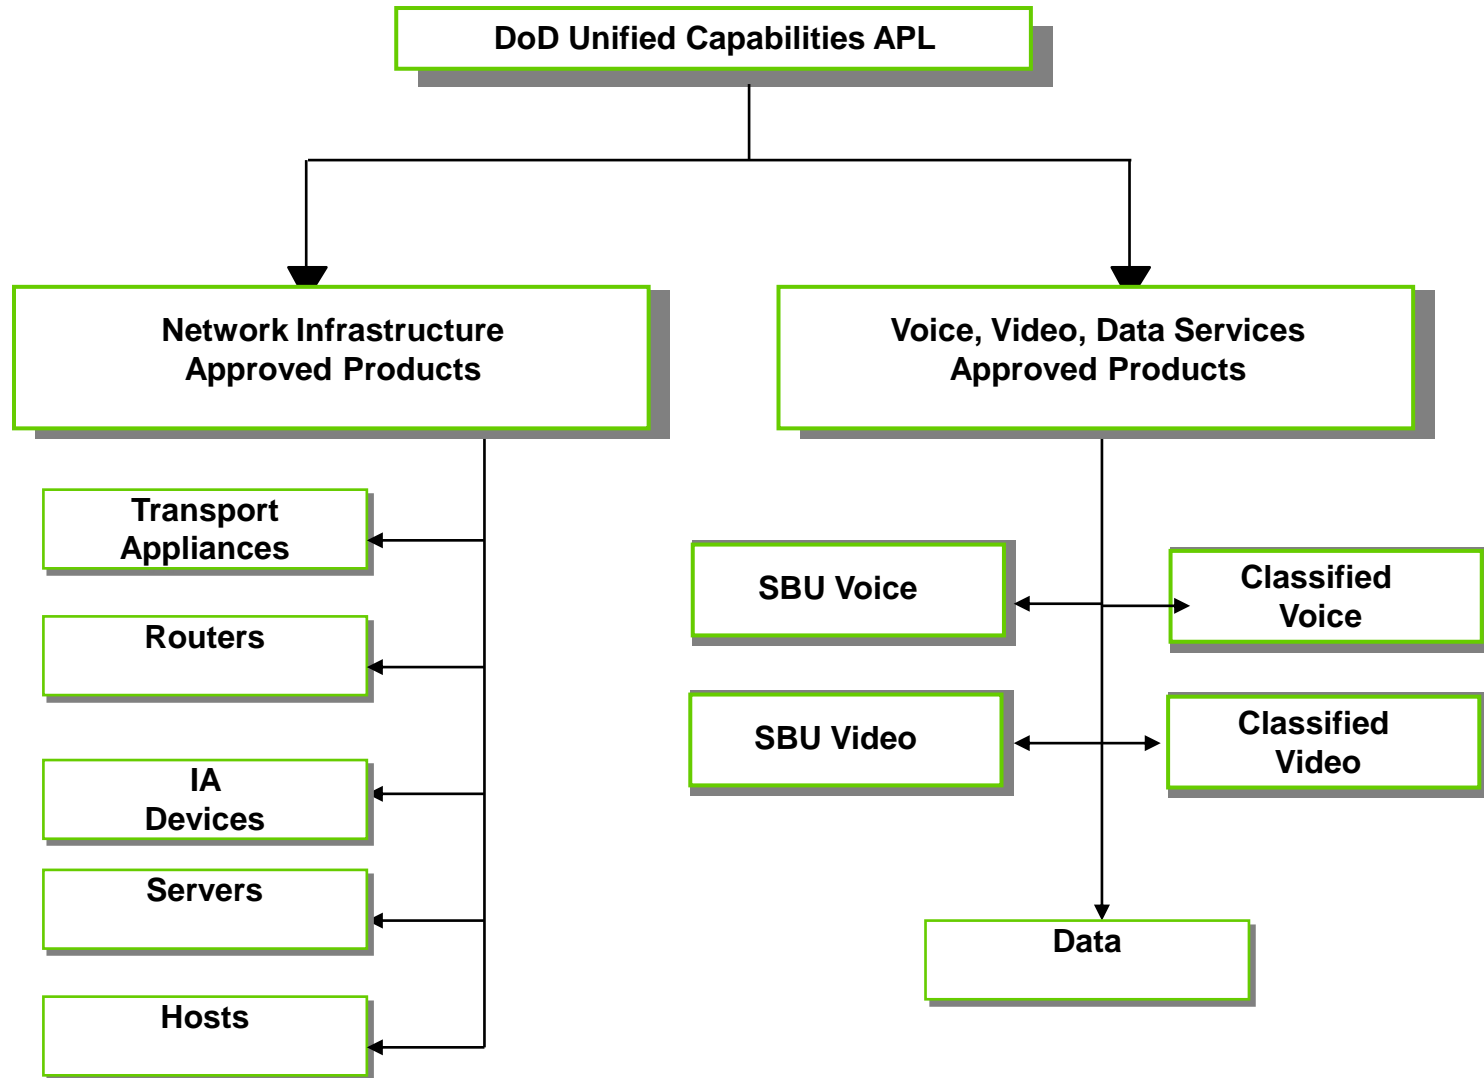 DoD Unified Capabilities APL
Network Infrastructure
Approved Products
Voice, Video, Data Services
Approved Products
Transport
Appliances
Routers
IA
Devices
Servers
Hosts
SBU Voice
Classified
Voice
SBU Video
Classified
Video
Data